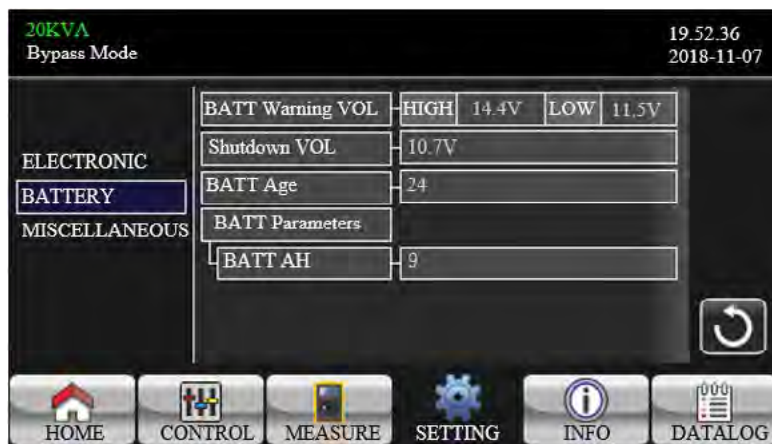 20KVA
Bypass Mode
19.52.36
2018-11-07
ELECTRONIC
BATTERY
MISCELLANEOUS
BATT Warning VOL HIGH 14.4V LOW 11.5V
Shutdown VOL 10.7V
BATT Age 24
BATT Parameters
BATT AH 9
HOME CONTROL MEASURE SETTING INFO DATALOG